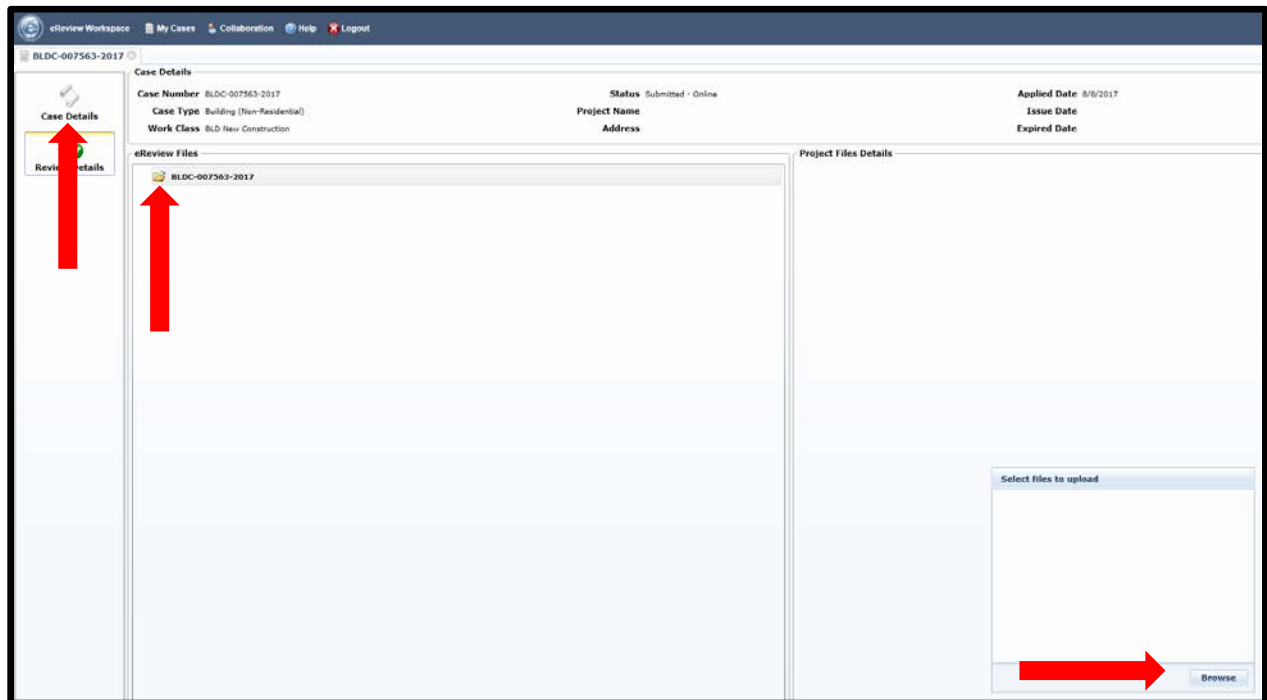 eReview Workspace My Cases Collaboration Help Logout
BLDC-007563-2017
Case Details
Review Details
Case Details
Case Number BLDC-007563-2017 Status Submitted - Online Applied Date 8/8/2017
Case Type Building (Non-Residential) Project Name Issue Date
Work Class BLD New Construction Address Expired Date
eReview Files
BLDC-007563-2017
Project Files Details
Select files to upload
Browse